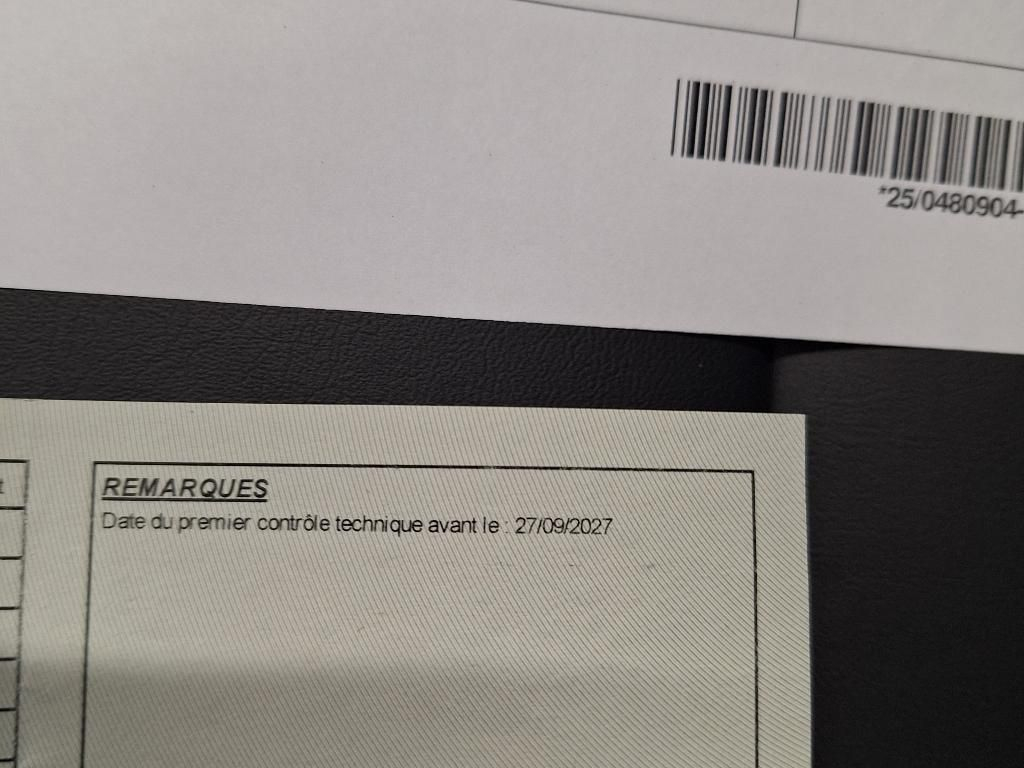 *25/0480904-
t
REMARQUES
Date du premier contrôle technique avant le : 27/09/2027